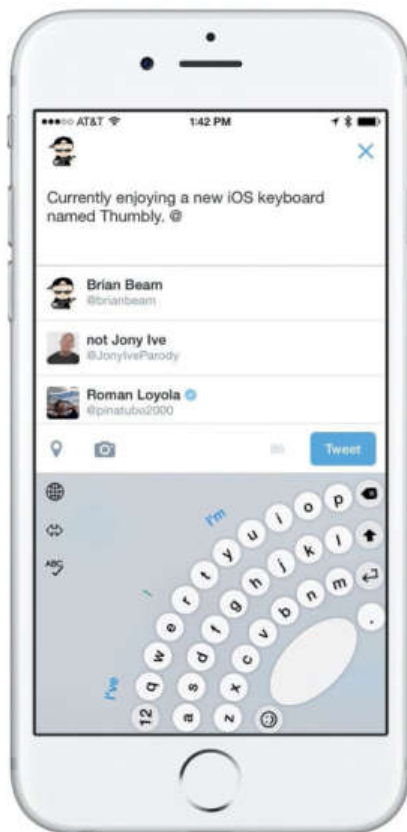 AT&T 1:42 PM
Currently enjoying a new iOS keyboard
named Thumbly. @
Brian Beam
@brianbeam
not Jony Ive
@JonyIveParody
Roman Loyola
@pinatubo2000
Tweet
ABC
I've
I
I'm
12 q w e r t y u i o p
a s d f g h j k l
z x c v b n m
.